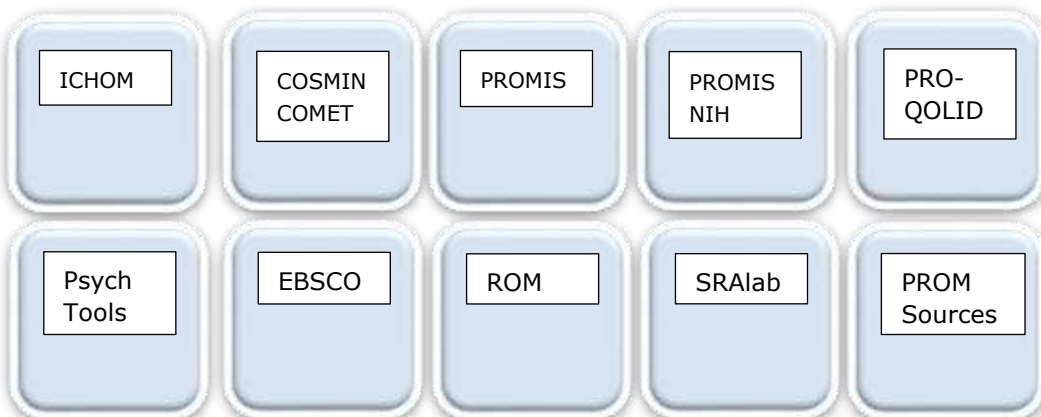 ICHOM
COSMIN
COMET
PROMIS
PROMIS
NIH
PRO-
QOLID
Psych
Tools
EBSCO
ROM
SRAlab
PROM
Sources